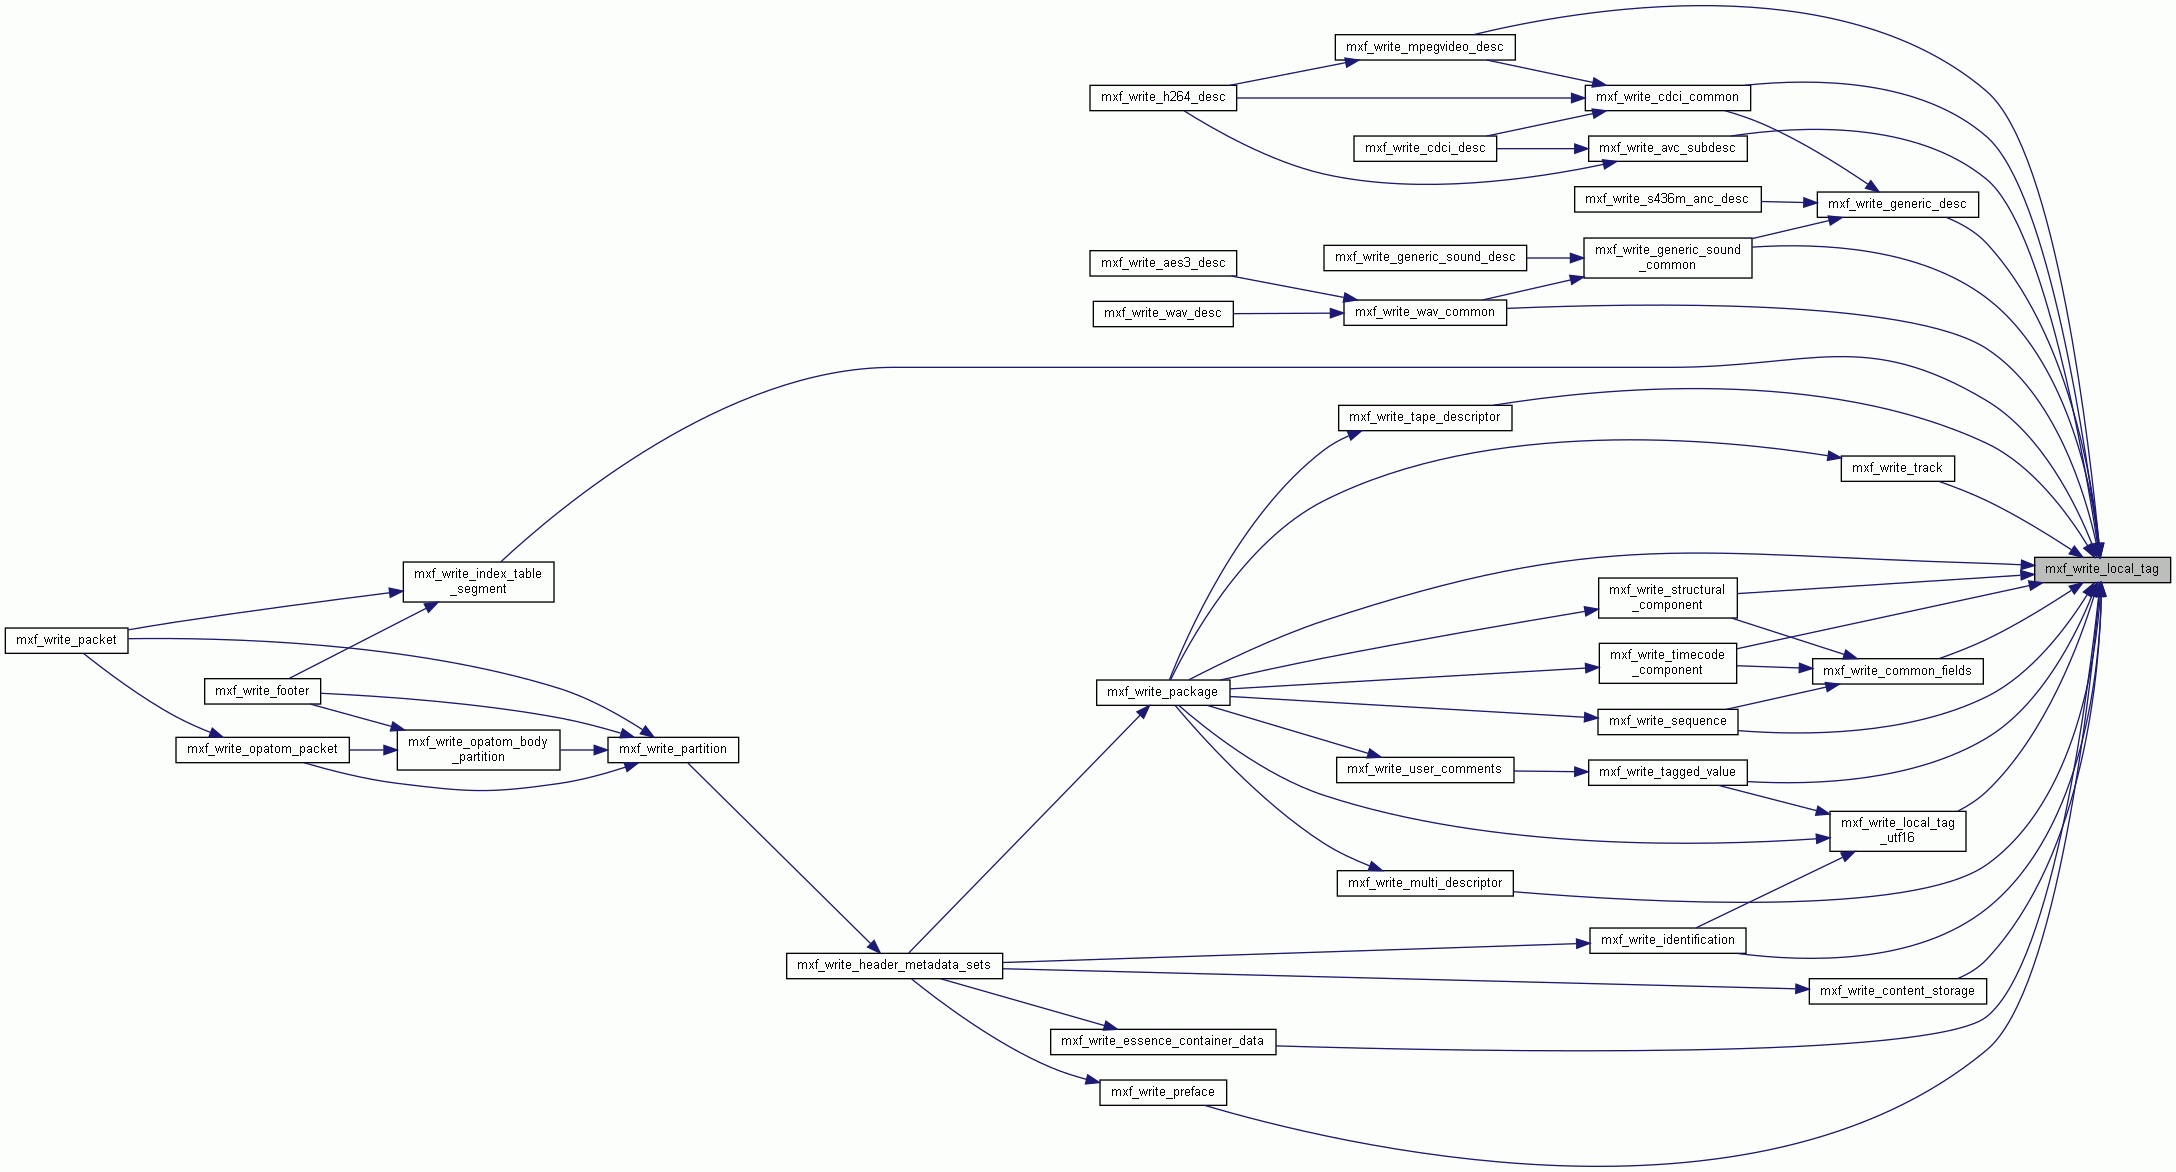 mxf_write_mpegvideo_desc
mxf_write_h264_desc
mxf_write_cdci_common
mxf_write_cdci_desc
mxf_write_avc_subdesc
mxf_write_s436m_anc_desc
mxf_write_generic_desc
mxf_write_generic_sound
_common
mxf_write_aes3_desc
mxf_write_generic_sound_desc
mxf_write_wav_desc
mxf_write_wav_common
mxf_write_tape_descriptor
mxf_write_track
mxf_write_local_tag
mxf_write_index_table
_segment
mxf_write_structural
_component
mxf_write_packet
mxf_write_timecode
_component
mxf_write_common_fields
mxf_write_footer
mxf_write_package
mxf_write_sequence
mxf_write_opatom_packet
mxf_write_opatom_body
_partition
mxf_write_partition
mxf_write_user_comments
mxf_write_tagged_value
mxf_write_local_tag
_utf16
mxf_write_multi_descriptor
mxf_write_identification
mxf_write_header_metadata_sets
mxf_write_content_storage
mxf_write_essence_container_data
mxf_write_preface